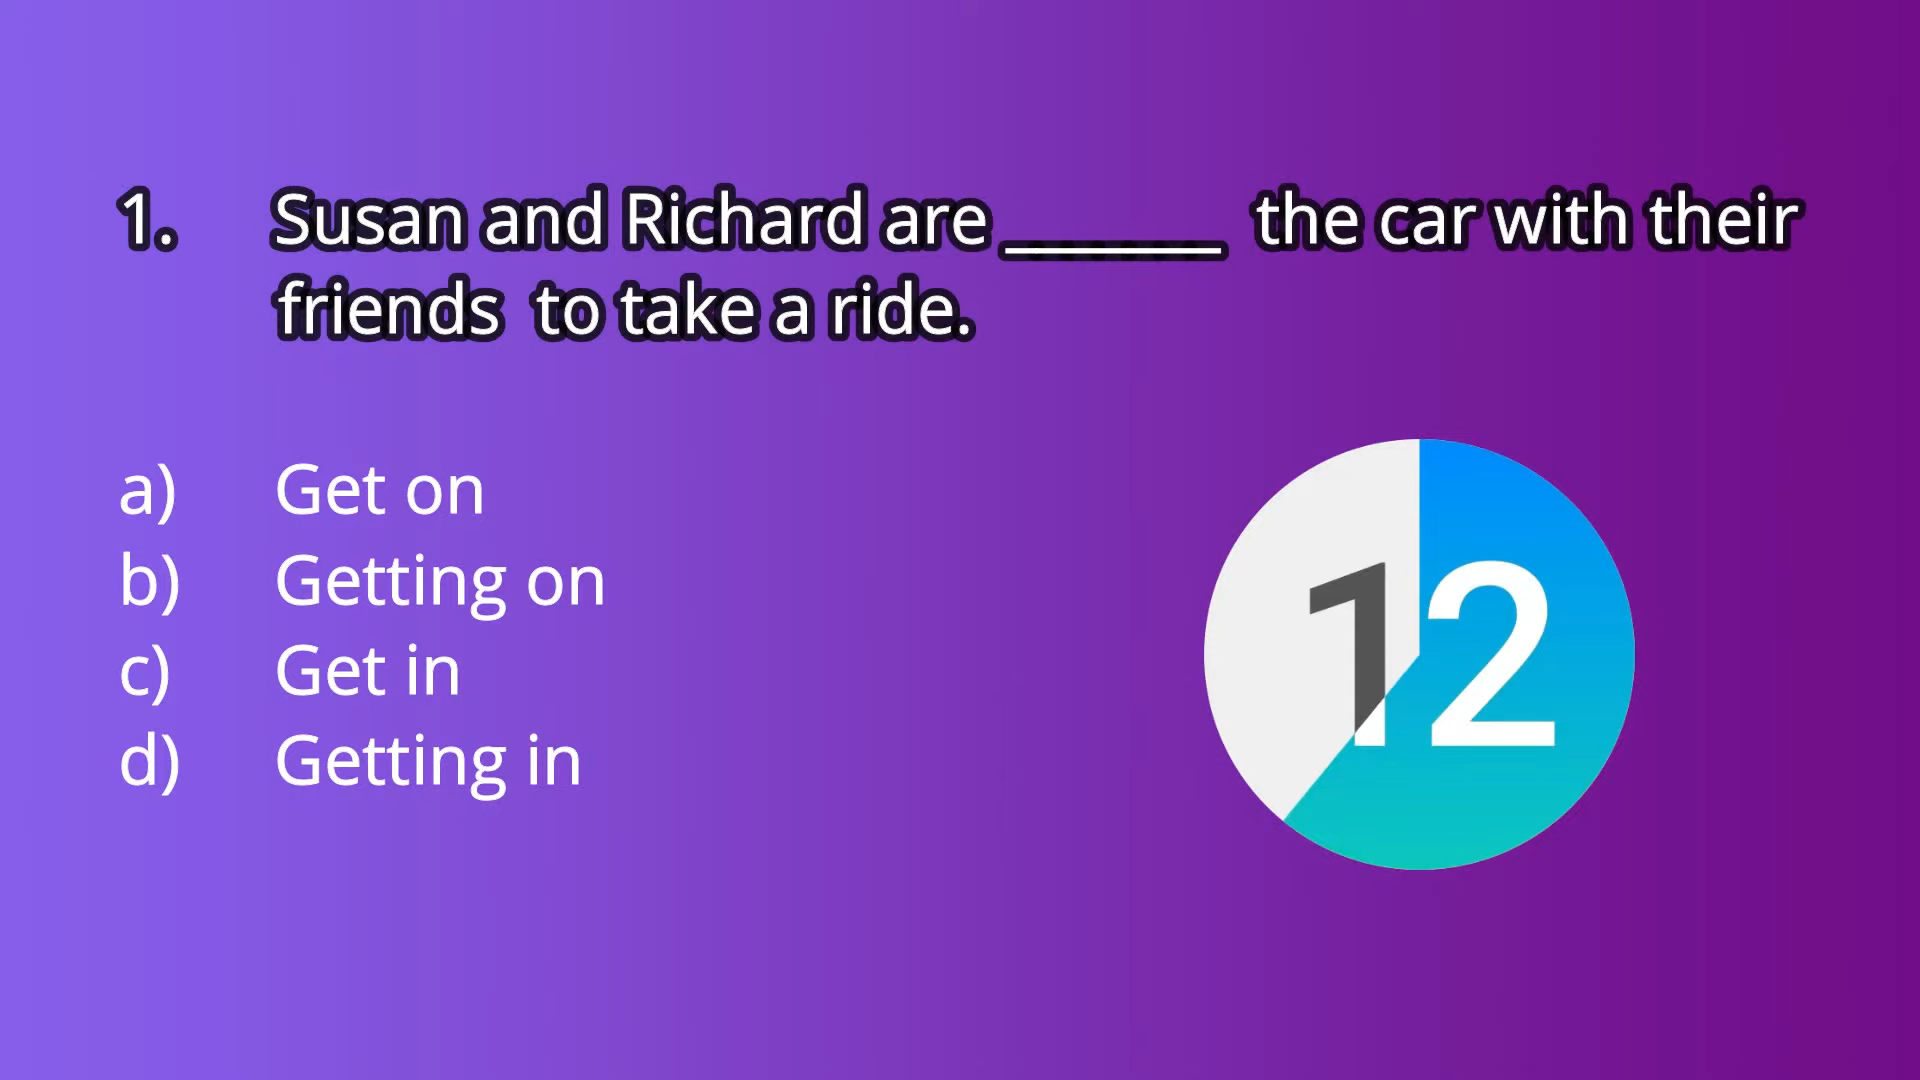 1. Susan and Richard are _______ the car with their
friends to take a ride.
a) Get on
b) Getting on
c) Get in
d) Getting in
12